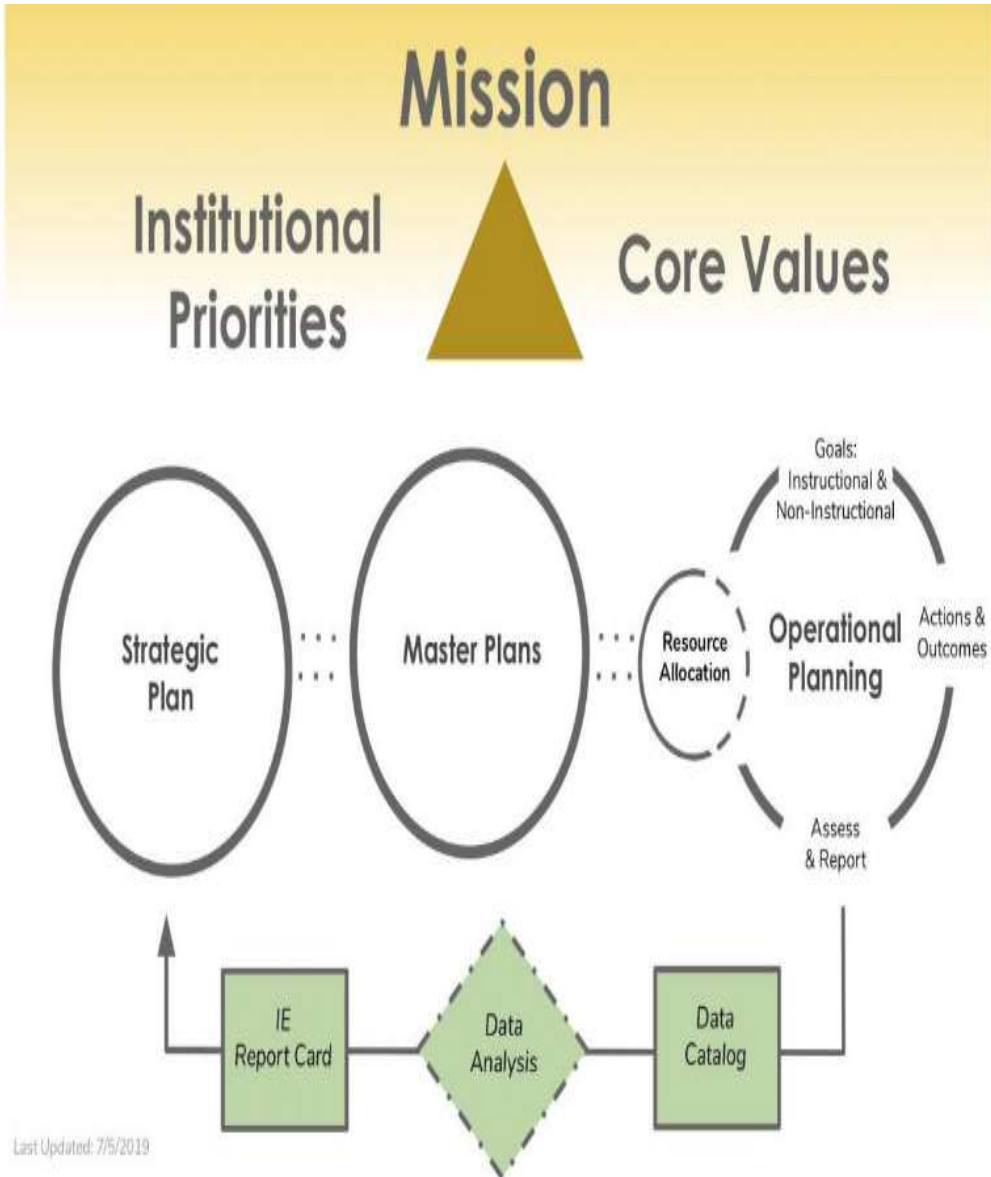 Mission
Institutional
Priorities
Core Values
Strategic
Plan
Master Plans
Resource
Allocation
Operational
Planning
Goals:
Instructional &
Non-Instructional
Actions &
Outcomes
Assess
& Report
IE
Report Card
Data
Analysis
Data
Catalog
Last Updated: 7/5/2019